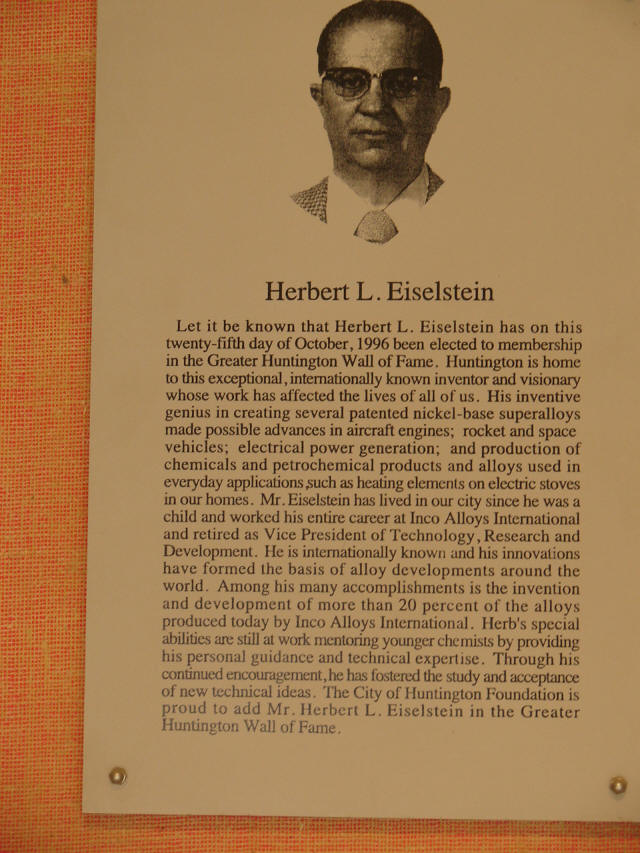 Herbert L. Eiselstein
Let it be known that Herbert L. Eiselstein has on this
twenty-fifth day of October, 1996 been elected to membership
in the Greater Huntington Wall of Fame. Huntington is home
to this exceptional, internationally known inventor and visionary
whose work has affected the lives of all of us. His inventive
genius in creating several patented nickel-base superalloys
made possible advances in aircraft engines; rocket and space
vehicles; electrical power generation; and production of
chemicals and petrochemical products and alloys used in
everyday applications, such as heating elements on electric stoves
in our homes. Mr. Eiselstein has lived in our city since he was a
child and worked his entire career at Inco Alloys International
and retired as Vice President of Technology, Research and
Development. He is internationally known and his innovations
have formed the basis of alloy developments around the
world. Among his many accomplishments is the invention
and development of more than 20 percent of the alloys
produced today by Inco Alloys International. Herb's special
abilities are still at work mentoring younger chemists by providing
his personal guidance and technical expertise. Through his
continued encouragement, he has fostered the study and acceptance
of new technical ideas. The City of Huntington Foundation is
proud to add Mr. Herbert L. Eiselstein in the Greater
Huntington Wall of Fame.